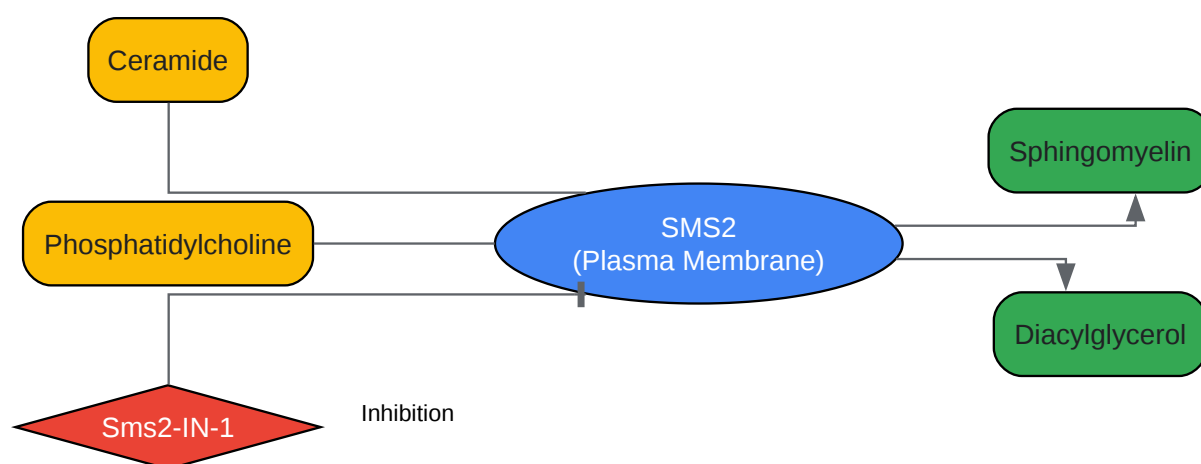 Ceramide
Sphingomyelin
Phosphatidylcholine
SMS2
(Plasma Membrane)
Diacylglycerol
Sms2-IN-1
Inhibition